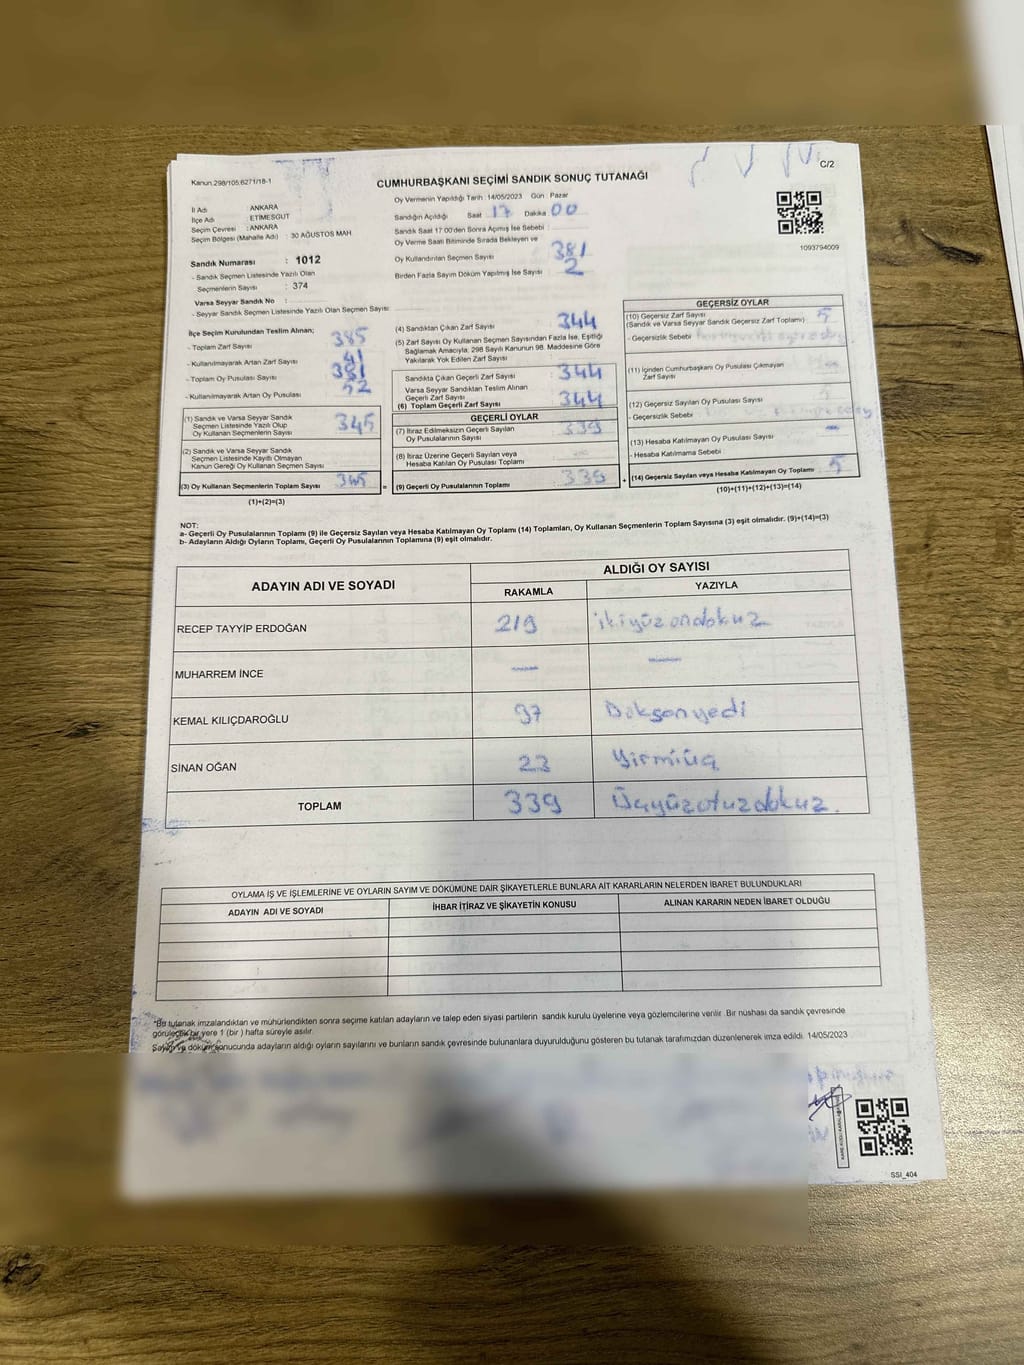 C/2
Kanun.298/105;6271/18-1
CUMHURBAŞKANI SEÇİMİ SANDIK SONUÇ TUTANAĞI
Oy Vermenin Yapıldığı Tarih :14/05/2023 Gün : Pazar
İl Adı : ANKARA
İlçe Adı : ETİMESGUT
Seçim Çevresi : ANKARA
Seçim Bölgesi (Mahalle Adı) : 30 AĞUSTOS MAH
Sandığın Açıldığı Saat 17 Dakika 00
Sandık Saat 17:00'den Sonra Açılmış İse Sebebi :
Oy Verme Saati Bitiminde Sırada Bekleyen ve
Oy Kullandırılan Seçmen Sayısı 381
Birden Fazla Sayım Döküm Yapılmış İse Sayısı 2
1093794009
Sandık Numarası : 1012
- Sandık Seçmen Listesinde Yazılı Olan
Seçmenlerin Sayısı : 374
Varsa Seyyar Sandık No :
- Seyyar Sandık Seçmen Listesinde Yazılı Olan Seçmen Sayısı
İlçe Seçim Kurulundan Teslim Alınan;
- Toplam Zarf Sayısı 385
- Kullanılmayarak Artan Zarf Sayısı 41
- Toplam Oy Pusulası Sayısı 381
- Kullanılmayarak Artan Oy Pusulası 52
(1) Sandık ve Varsa Seyyar Sandık
Seçmen Listesinde Yazılı Olup
Oy Kullanan Seçmenlerin Sayısı 345
(2) Sandık ve Varsa Seyyar Sandık
Seçmen Listesinde Kayıtlı Olmayan
Kanun Gereği Oy Kullanan Seçmen Sayısı
(3) Oy Kullanan Seçmenlerin Toplam Sayısı 345 =
(1)+(2)=(3)
(4) Sandıktan Çıkan Zarf Sayısı 344
(5) Zarf Sayısı Oy Kullanan Seçmen Sayısından Fazla İse, Eşitliği
Sağlamak Amacıyla, 298 Sayılı Kanunun 98. Maddesine Göre
Yakılarak Yok Edilen Zarf Sayısı
Sandıkta Çıkan Geçerli Zarf Sayısı 344
Varsa Seyyar Sandıktan Teslim Alınan
Geçerli Zarf Sayısı
(6) Toplam Geçerli Zarf Sayısı 344
GEÇERLİ OYLAR
(7) İtiraz Edilmeksizin Geçerli Sayılan
Oy Pusulalarının Sayısı 339
(8) İtiraz Üzerine Geçerli Sayılan veya
Hesaba Katılan Oy Pusulası Toplamı
(9) Geçerli Oy Pusulalarının Toplamı 339 +
GEÇERSİZ OYLAR
(10) Geçersiz Zarf Sayısı
(Sandık ve Varsa Seyyar Sandık Geçersiz Zarf Toplamı) 5
- Geçersizlik Sebebi
(11) İçinden Cumhurbaşkanı Oy Pusulası Çıkmayan
Zarf Sayısı
(12) Geçersiz Sayılan Oy Pusulası Sayısı 5
- Geçersizlik Sebebi
(13) Hesaba Katılmayan Oy Pusulası Sayısı -
- Hesaba Katılmama Sebebi
(14) Geçersiz Sayılan veya Hesaba Katılmayan Oy Toplamı 5
(10)+(11)+(12)+(13)=(14)
NOT:
a- Geçerli Oy Pusulalarının Toplamı (9) ile Geçersiz Sayılan veya Hesaba Katılmayan Oy Toplamı (14) Toplamları, Oy Kullanan Seçmenlerin Toplam Sayısına (3) eşit olmalıdır. (9)+(14)=(3)
b- Adayların Aldığı Oyların Toplamı, Geçerli Oy Pusulalarının Toplamına (9) eşit olmalıdır.
ADAYIN ADI VE SOYADI ALDIĞI OY SAYISI
RAKAMLA YAZIYLA
RECEP TAYYİP ERDOĞAN 219 ikiyüzondokuz
MUHARREM İNCE — —
KEMAL KILIÇDAROĞLU 97 Doksanyedi
SİNAN OĞAN 23 Yirmiüç
TOPLAM 339 Üçyüzotuzdokuz.
OYLAMA İŞ VE İŞLEMLERİNE VE OYLARIN SAYIM VE DÖKÜMÜNE DAİR ŞİKAYETLERLE BUNLARA AİT KARARLARIN NELERDEN İBARET BULUNDUKLARI
ADAYIN ADI VE SOYADI İHBAR İTİRAZ VE ŞİKAYETİN KONUSU ALINAN KARARIN NEDEN İBARET OLDUĞU
*Bu tutanak imzalandıktan ve mühürlendikten sonra seçime katılan adayların ve talep eden siyasi partilerin sandık kurulu üyelerine veya gözlemcilerine verilir. Bir nüshası da sandık çevresinde
görülecek bir yere 1 (bir ) hafta süreyle asılır.
Sayım ve döküm sonucunda adayların aldığı oyların sayılarını ve bunların sandık çevresinde bulunanlara duyurulduğunu gösteren bu tutanak tarafımızdan düzenlenerek imza edildi. 14/05/2023
SSI_404